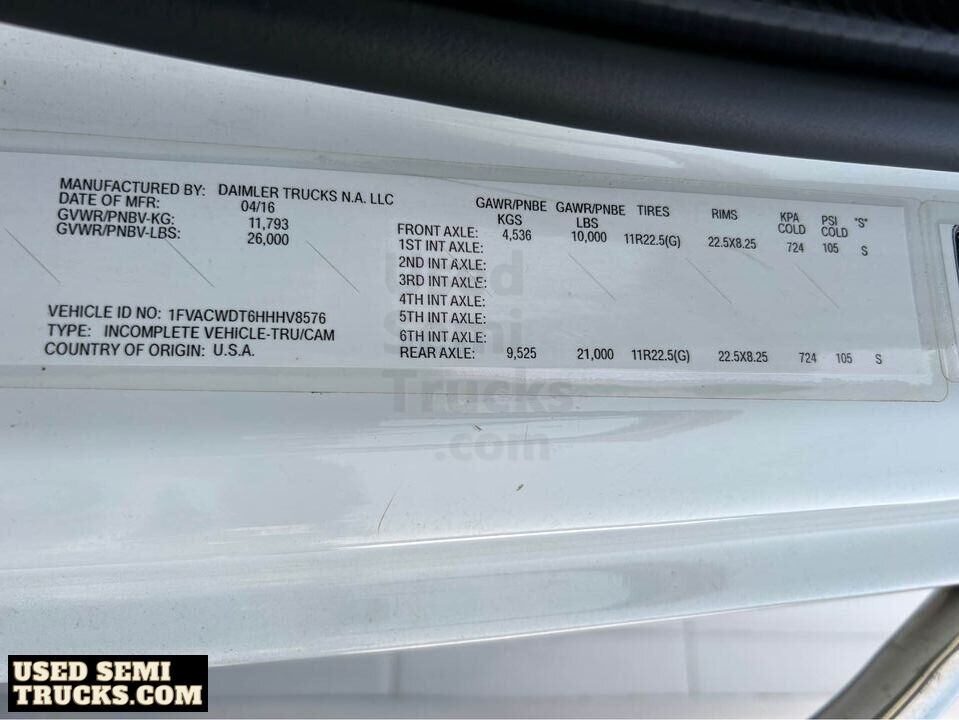 MANUFACTURED BY: DAIMLER TRUCKS N.A. LLC
DATE OF MFR: 04/16
GVWR/PNBV-KG: 11,793
GVWR/PNBV-LBS: 26,000
VEHICLE ID NO: 1FVACWDT6HHHV8576
TYPE: INCOMPLETE VEHICLE-TRU/CAM
COUNTRY OF ORIGIN: U.S.A.
GAWR/PNBE KGS GAWR/PNBE LBS TIRES RIMS KPA COLD PSI COLD "S"
FRONT AXLE: 4,536 10,000 11R22.5(G) 22.5X8.25 724 105 S
1ST INT AXLE:
2ND INT AXLE:
3RD INT AXLE:
4TH INT AXLE:
5TH INT AXLE:
6TH INT AXLE:
REAR AXLE: 9,525 21,000 11R22.5(G) 22.5X8.25 724 105 S
Used
Semi
Trucks
.com
USED SEMI
TRUCKS.COM